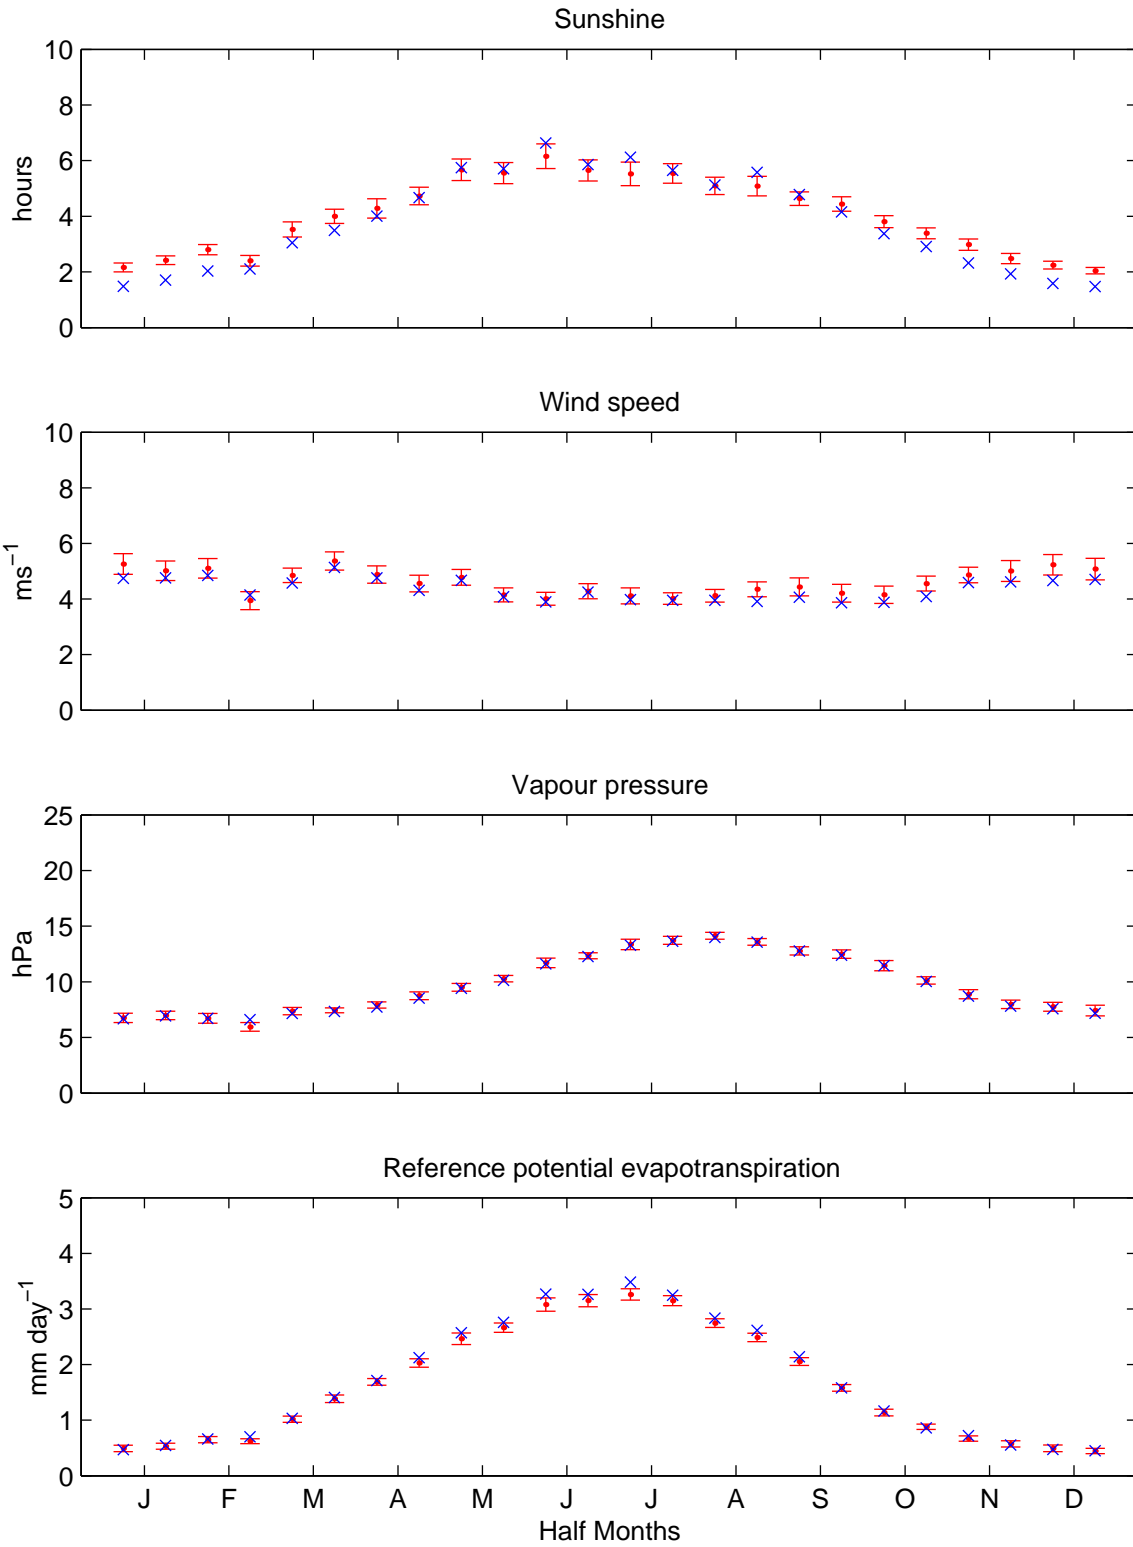 Sunshine
10
8
6
4
2
0
hours
Wind speed
10
8
6
4
2
0
ms⁻¹
Vapour pressure
25
20
15
10
5
0
hPa
Reference potential evapotranspiration
5
4
3
2
1
0
mm day⁻¹
J F M A M J J A S O N D
Half Months